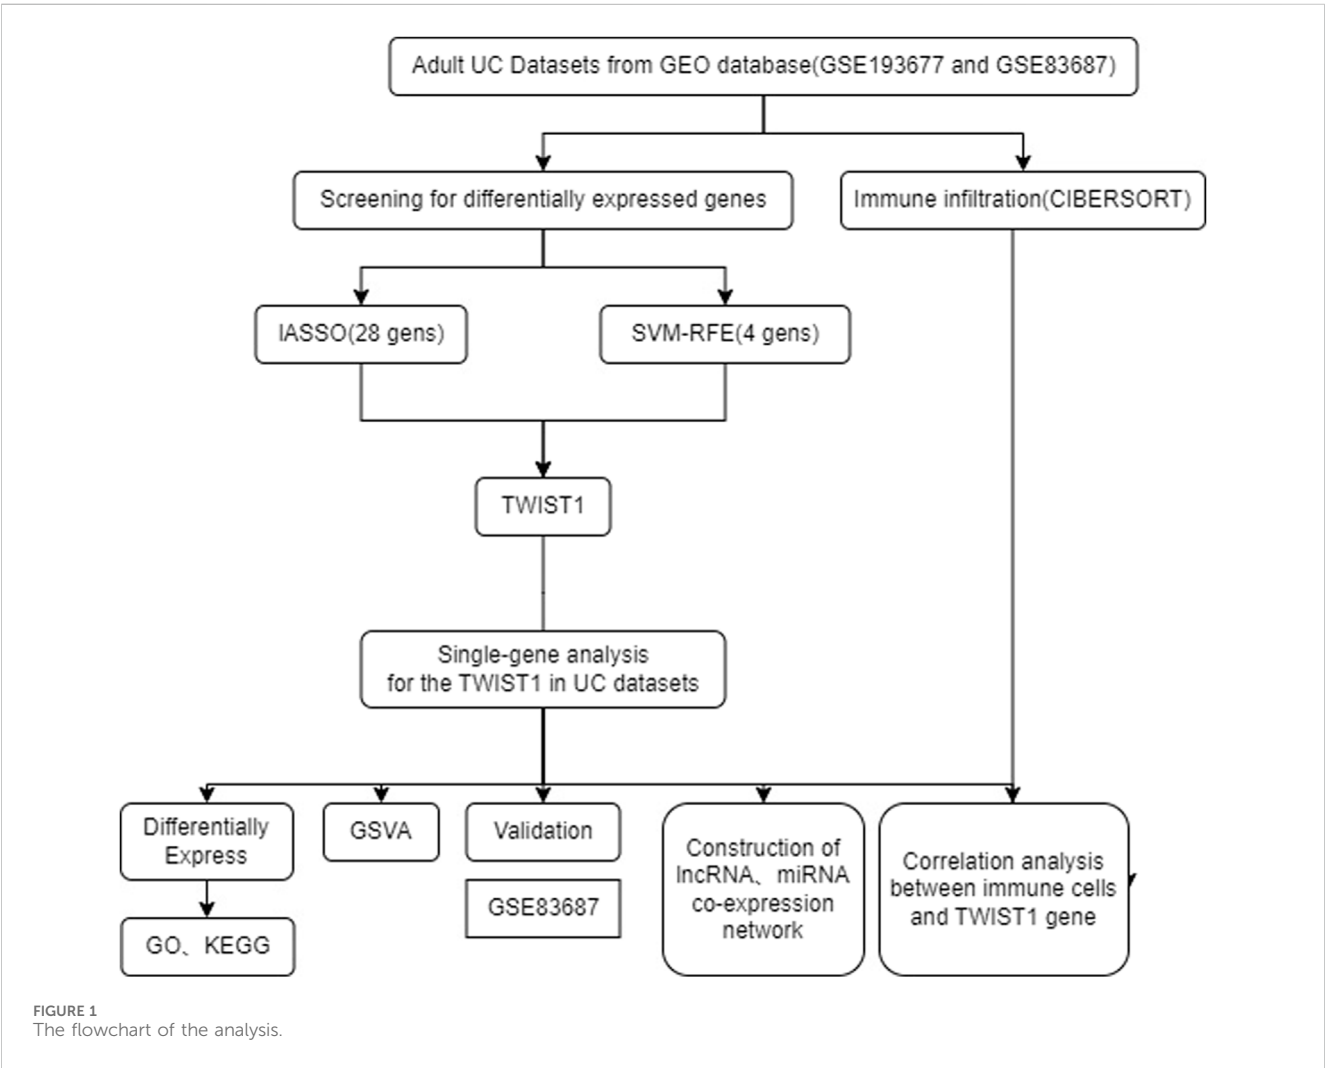 Adult UC Datasets from GEO database(GSE193677 and GSE83687)
Screening for differentially expressed genes
Immune infiltration(CIBERSORT)
IASSO(28 gens)
SVM-RFE(4 gens)
TWIST1
Single-gene analysis
for the TWIST1 in UC datasets
Differentially
Express
GSVA
Validation
Construction of
lncRNA、miRNA
co-expression
network
Correlation analysis
between immune cells
and TWIST1 gene
GSE83687
GO、KEGG
FIGURE 1
The flowchart of the analysis.